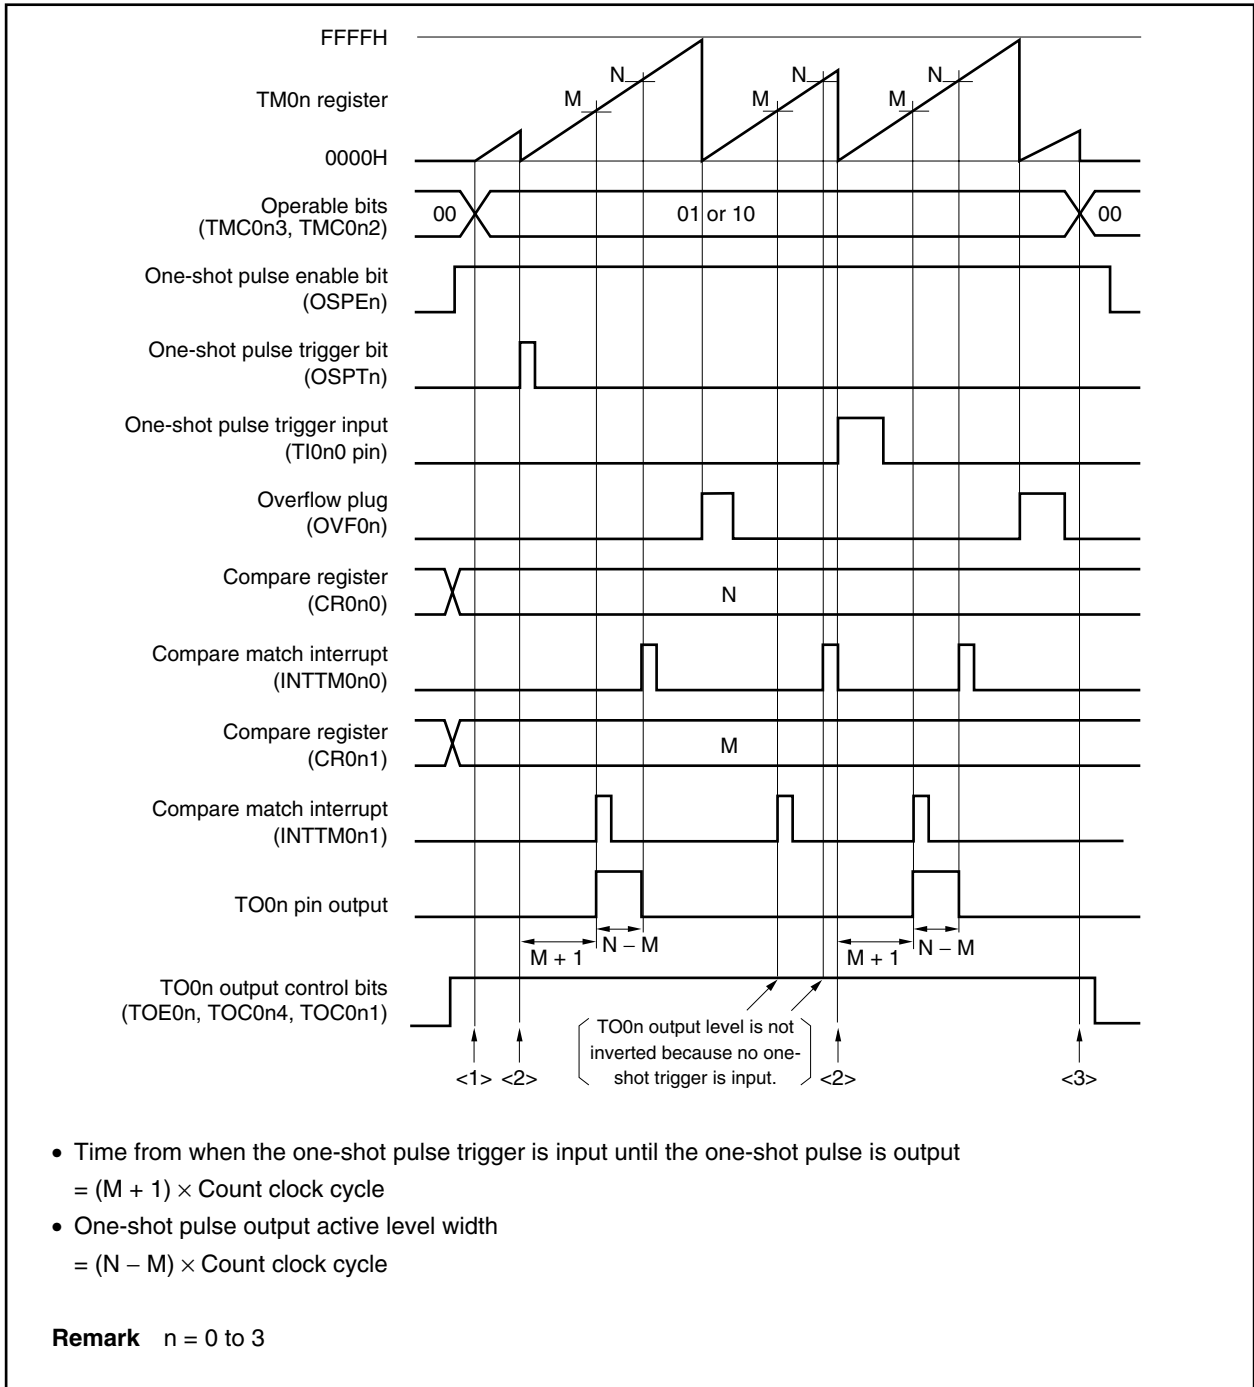 FFFFH
N
N
N
TM0n register
M
M
M
0000H
Operable bits
(TMC0n3, TMC0n2)
00
01 or 10
00
One-shot pulse enable bit
(OSPEn)
One-shot pulse trigger bit
(OSPTn)
One-shot pulse trigger input
(TI0n0 pin)
Overflow plug
(OVF0n)
Compare register
(CR0n0)
N
Compare match interrupt
(INTTM0n0)
Compare register
(CR0n1)
M
Compare match interrupt
(INTTM0n1)
TO0n pin output
M + 1
N – M
M + 1
N – M
TO0n output control bits
(TOE0n, TOC0n4, TOC0n1)
TO0n output level is not
inverted because no one-
shot trigger is input.
<1> <2> <2> <3>
• Time from when the one-shot pulse trigger is input until the one-shot pulse is output
= (M + 1) × Count clock cycle
• One-shot pulse output active level width
= (N – M) × Count clock cycle
Remark n = 0 to 3